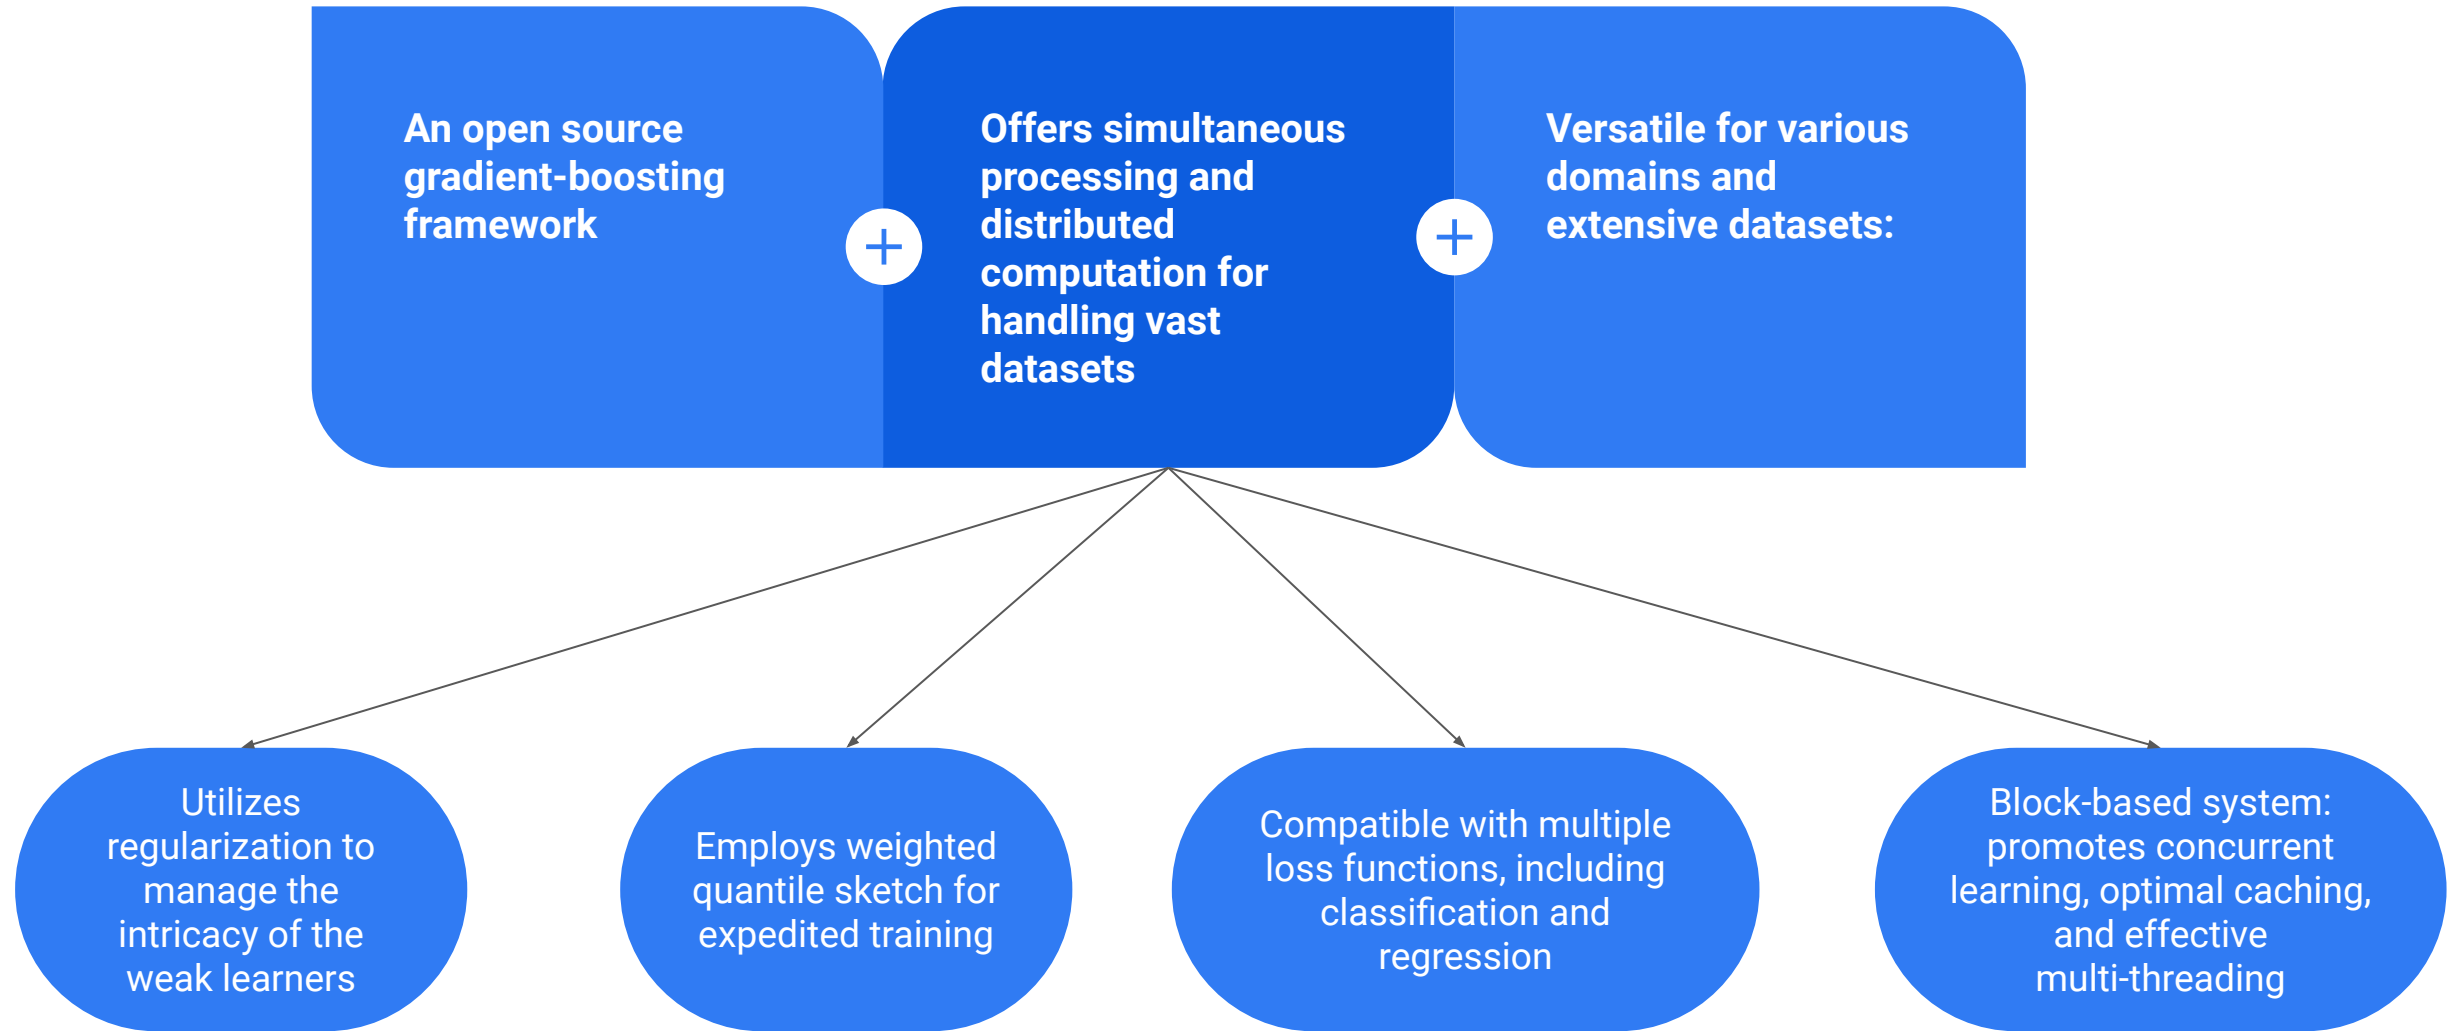 An open source
gradient-boosting
framework
Offers simultaneous
processing and
distributed
computation for
handling vast
datasets
Versatile for various
domains and
extensive datasets:
Utilizes
regularization to
manage the
intricacy of the
weak learners
Employs weighted
quantile sketch for
expedited training
Compatible with multiple
loss functions, including
classification and
regression
Block-based system:
promotes concurrent
learning, optimal caching,
and effective
multi-threading